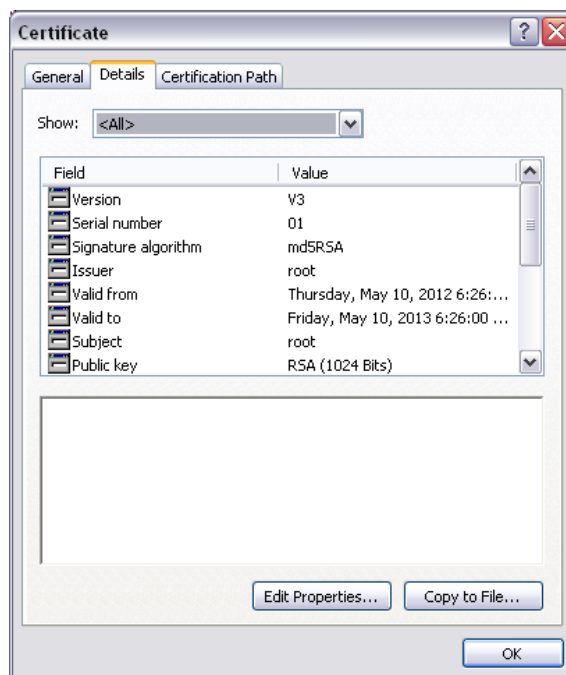 Certificate
General Details Certification Path
Show: <All>
Field Value
Version V3
Serial number 01
Signature algorithm md5RSA
Issuer root
Valid from Thursday, May 10, 2012 6:26:...
Valid to Friday, May 10, 2013 6:26:00 ...
Subject root
Public key RSA (1024 Bits)
Edit Properties... Copy to File...
OK